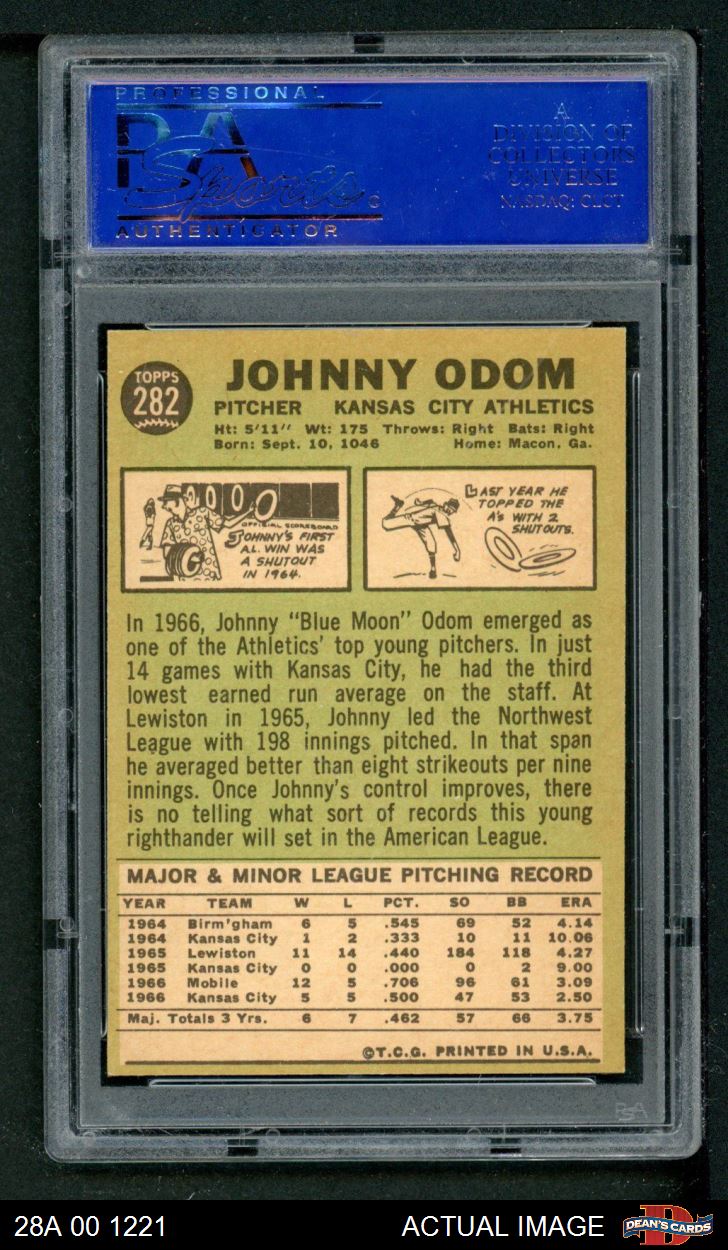 PROFESSIONAL
PSA
Sports
AUTHENTICATOR
A
DIVISION OF
COLLECTORS
UNIVERSE
NASDAQ: CLCT
TOPPS
282
JOHNNY ODOM
PITCHER KANSAS CITY ATHLETICS
Ht: 5'11" Wt: 175 Throws: Right Bats: Right
Born: Sept. 10, 1046 Home: Macon, Ga.
0 0 0 0
OFFICIAL SCOREBOARD
JOHNNY'S FIRST
A.L. WIN WAS
A SHUTOUT
IN 1964.
LAST YEAR HE
TOPPED THE
A'S WITH 2
SHUTOUTS.
In 1966, Johnny "Blue Moon" Odom emerged as
one of the Athletics' top young pitchers. In just
14 games with Kansas City, he had the third
lowest earned run average on the staff. At
Lewiston in 1965, Johnny led the Northwest
League with 198 innings pitched. In that span
he averaged better than eight strikeouts per nine
innings. Once Johnny's control improves, there
is no telling what sort of records this young
righthander will set in the American League.
MAJOR & MINOR LEAGUE PITCHING RECORD
YEAR TEAM W L PCT. SO BB ERA
1964 Birm'gham 6 5 .545 69 52 4.14
1964 Kansas City 1 2 .333 10 11 10.06
1965 Lewiston 11 14 .440 184 118 4.27
1965 Kansas City 0 0 .000 0 2 9.00
1966 Mobile 12 5 .706 96 61 3.09
1966 Kansas City 5 5 .500 47 53 2.50
Maj. Totals 3 Yrs. 6 7 .462 57 66 3.75
©T.C.G. PRINTED IN U.S.A.
PSA
28A 00 1221 ACTUAL IMAGE
D
DEAN'S CARDS